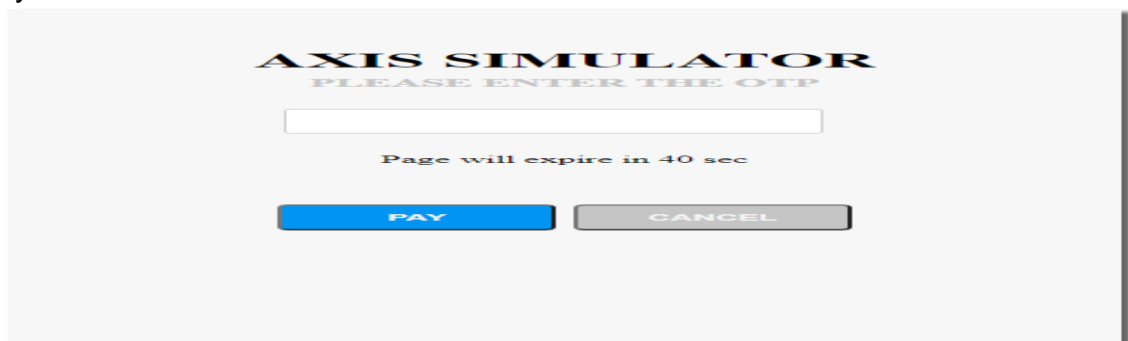 AXIS SIMULATOR
PLEASE ENTER THE OTP
Page will expire in 40 sec
PAY
CANCEL